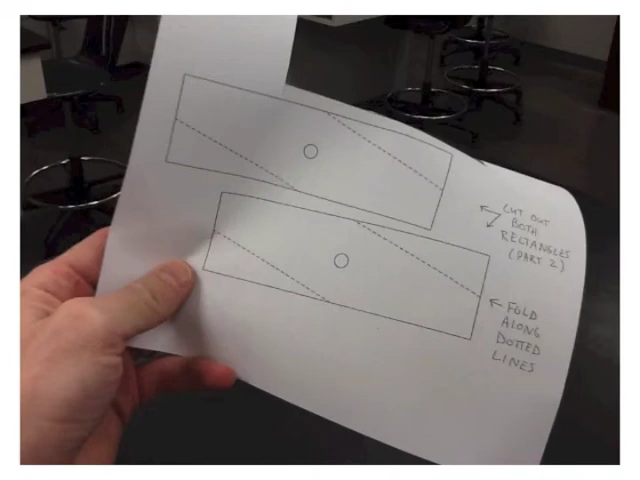 CUT OUT
BOTH
RECTANGLES
(PART 2)
FOLD
ALONG
DOTTED
LINES